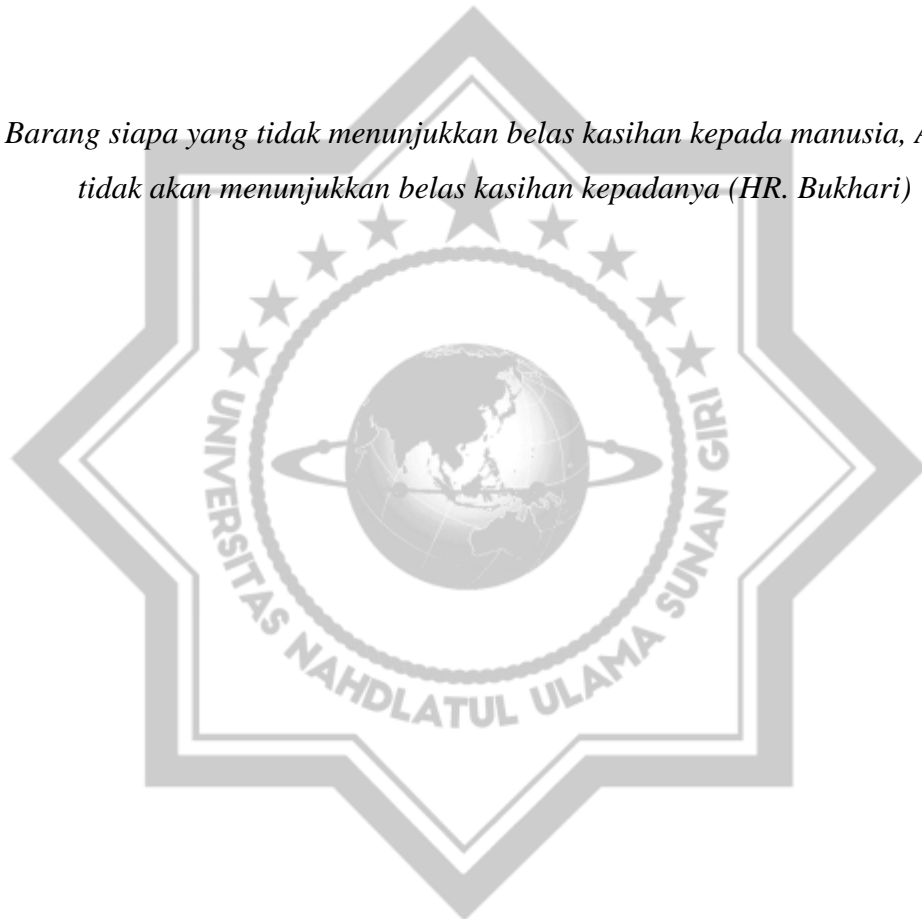 Barang siapa yang tidak menunjukkan belas kasihan kepada manusia,
tidak akan menunjukkan belas kasihan kepadanya (HR. Bukhari)
UNIVERSITAS NAHDLATUL ULAMA SUNAN GIRI